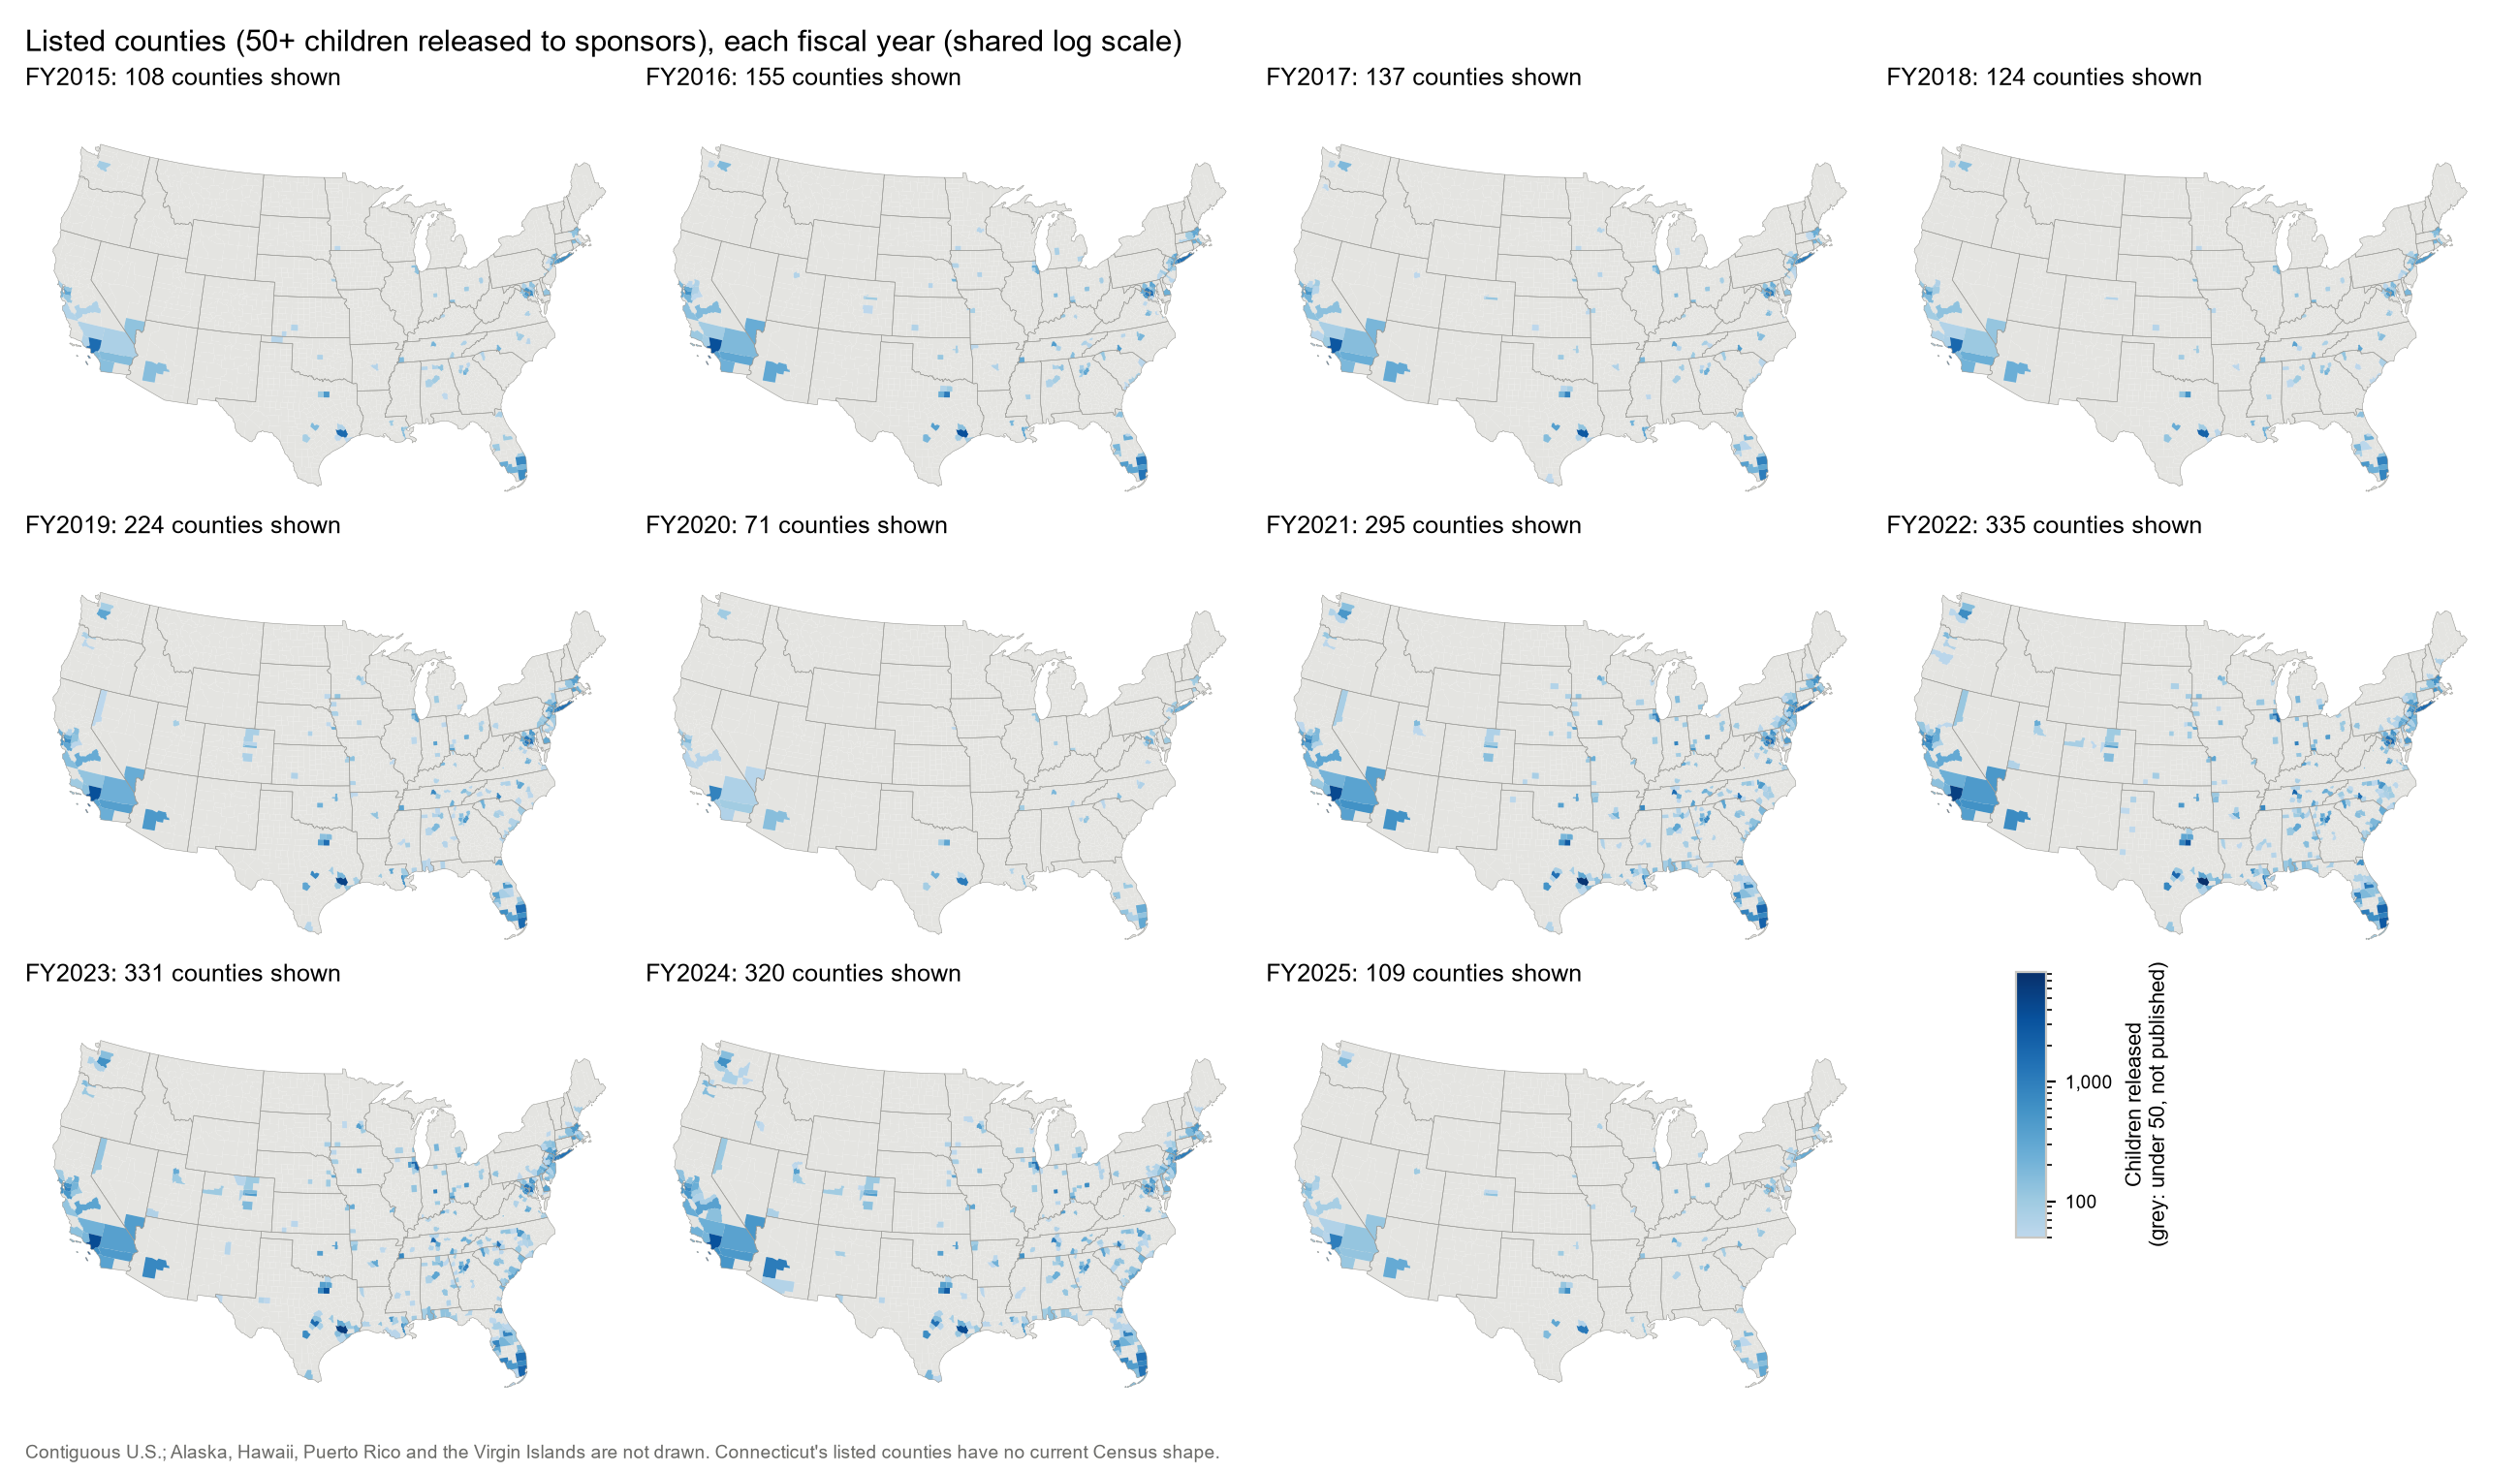 Listed counties (50+ children released to sponsors), each fiscal year (shared log scale)
FY2015: 108 counties shown
FY2016: 155 counties shown
FY2017: 137 counties shown
FY2018: 124 counties shown
FY2019: 224 counties shown
FY2020: 71 counties shown
FY2021: 295 counties shown
FY2022: 335 counties shown
FY2023: 331 counties shown
FY2024: 320 counties shown
FY2025: 109 counties shown
1,000
100
Children released
(grey: under 50, not published)
Contiguous U.S.; Alaska, Hawaii, Puerto Rico and the Virgin Islands are not drawn. Connecticut's listed counties have no current Census shape.